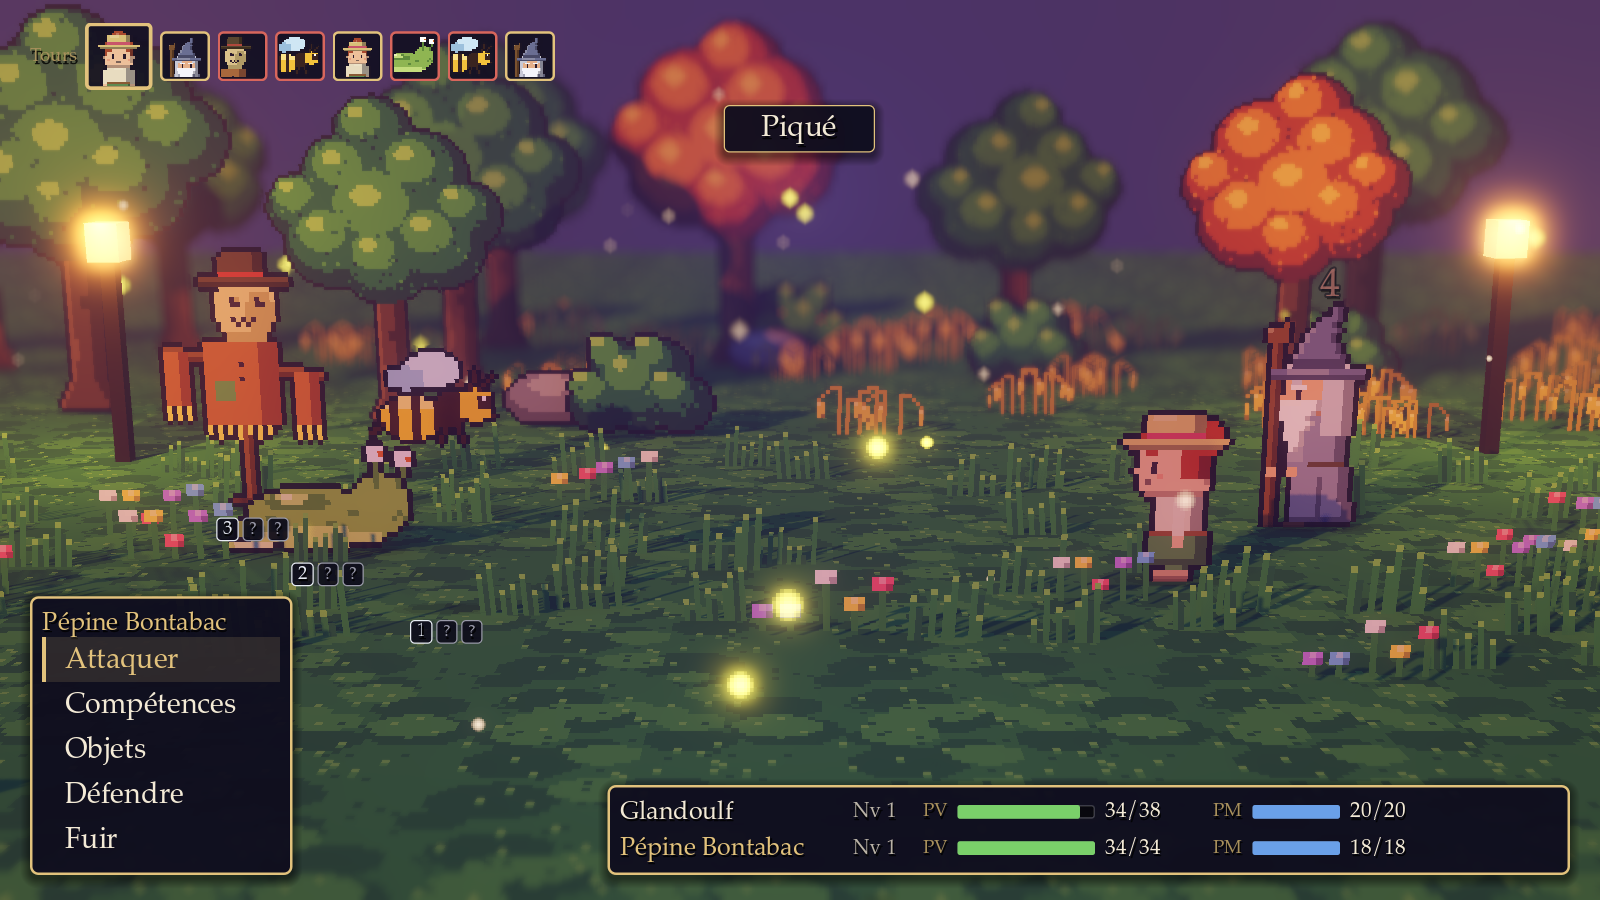 Tours
Piqué
4
3 ? ?
2 ? ?
1 ? ?
Pépine Bontabac
Attaquer
Compétences
Objets
Défendre
Fuir
Glandoulf Nv 1 PV 34/38 PM 20/20
Pépine Bontabac Nv 1 PV 34/34 PM 18/18